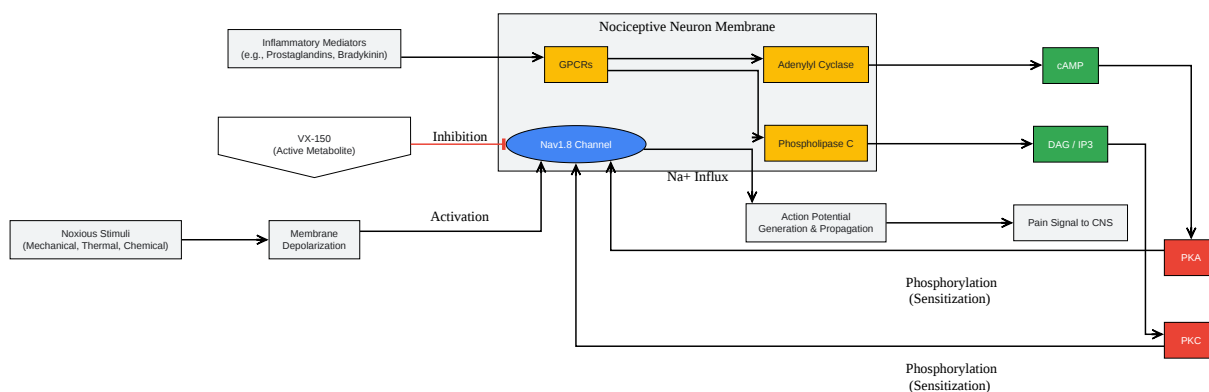 Nociceptive Neuron Membrane
Inflammatory Mediators
(e.g., Prostaglandins, Bradykinin)
GPCRs
Adenylyl Cyclase
cAMP
VX-150
(Active Metabolite)
Inhibition
Nav1.8 Channel
Phospholipase C
DAG / IP3
Na+ Influx
Noxious Stimuli
(Mechanical, Thermal, Chemical)
Membrane
Depolarization
Activation
Action Potential
Generation & Propagation
Pain Signal to CNS
PKA
Phosphorylation
(Sensitization)
PKC
Phosphorylation
(Sensitization)